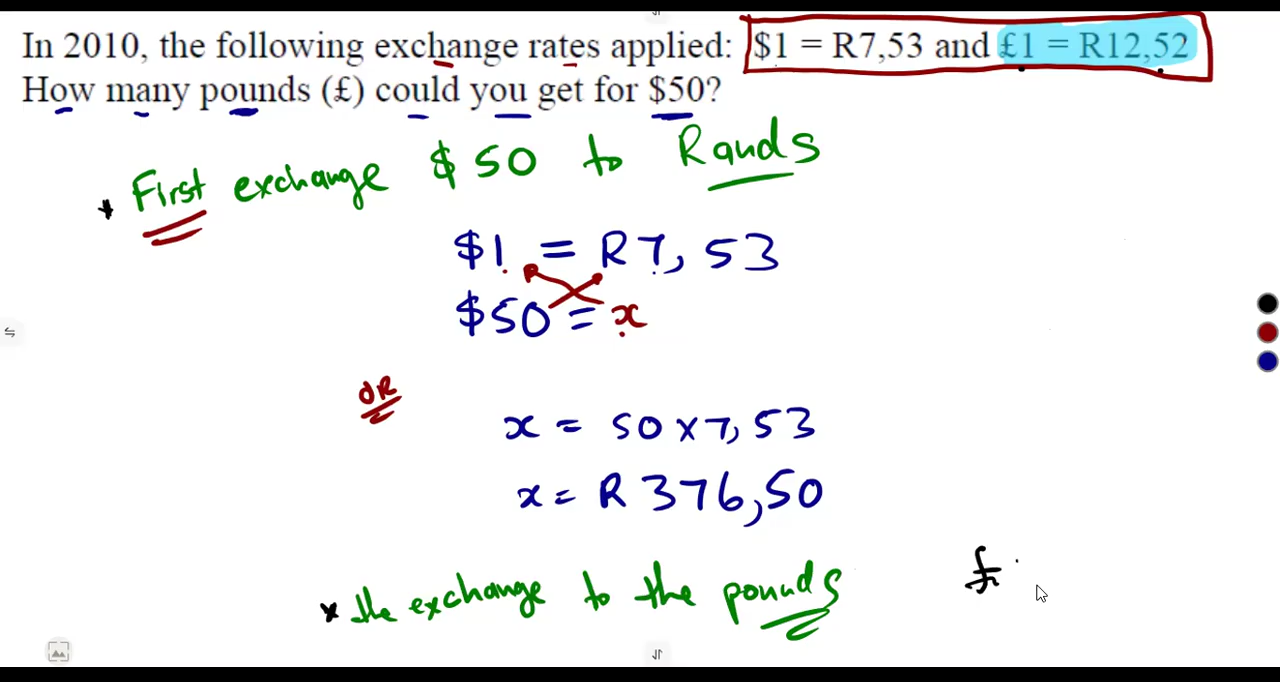 In 2010, the following exchange rates applied: $1 = R7,53 and £1 = R12,52
How many pounds (£) could you get for $50?
* First exchange $50 to Rands
$1 = R7,53
$50 = x
OR
x = 50 x 7,53
x = R376,50
* the exchange to the pounds £